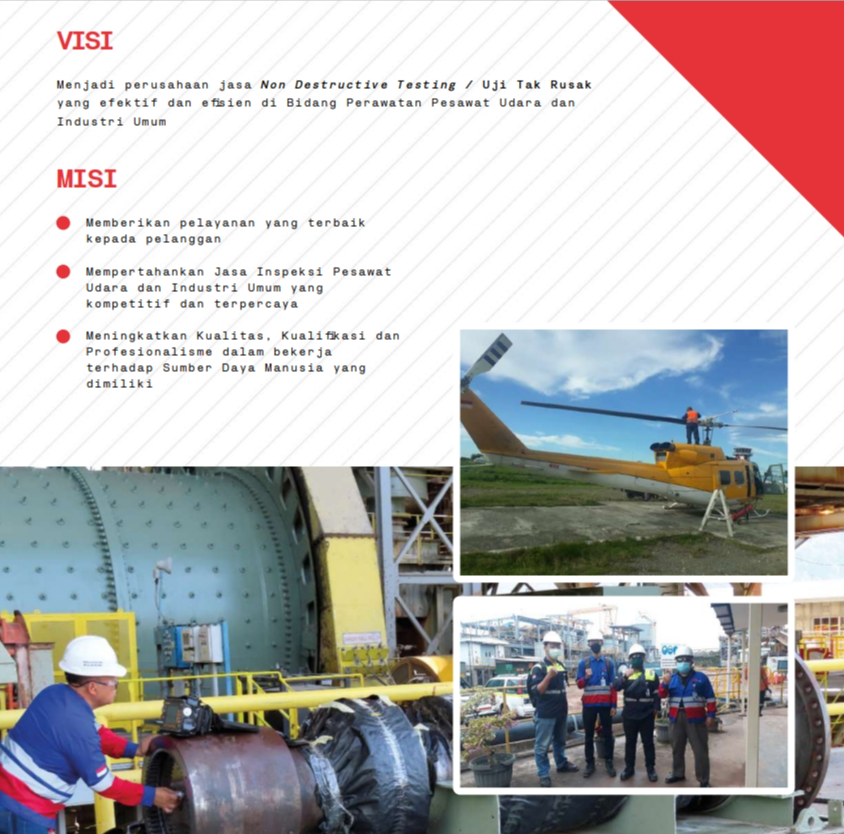 VISI
Menjadi perusahaan jasa Non Destructive Testing / Uji Tak Rusak
yang efektif dan efisien di Bidang Perawatan Pesawat Udara dan
Industri Umum
MISI
Memberikan pelayanan yang terbaik
kepada pelanggan
Mempertahankan Jasa Inspeksi Pesawat
Udara dan Industri Umum yang
kompetitif dan terpercaya
Meningkatkan Kualitas, Kualifikasi dan
Profesionalisme dalam bekerja
terhadap Sumber Daya Manusia yang
dimiliki